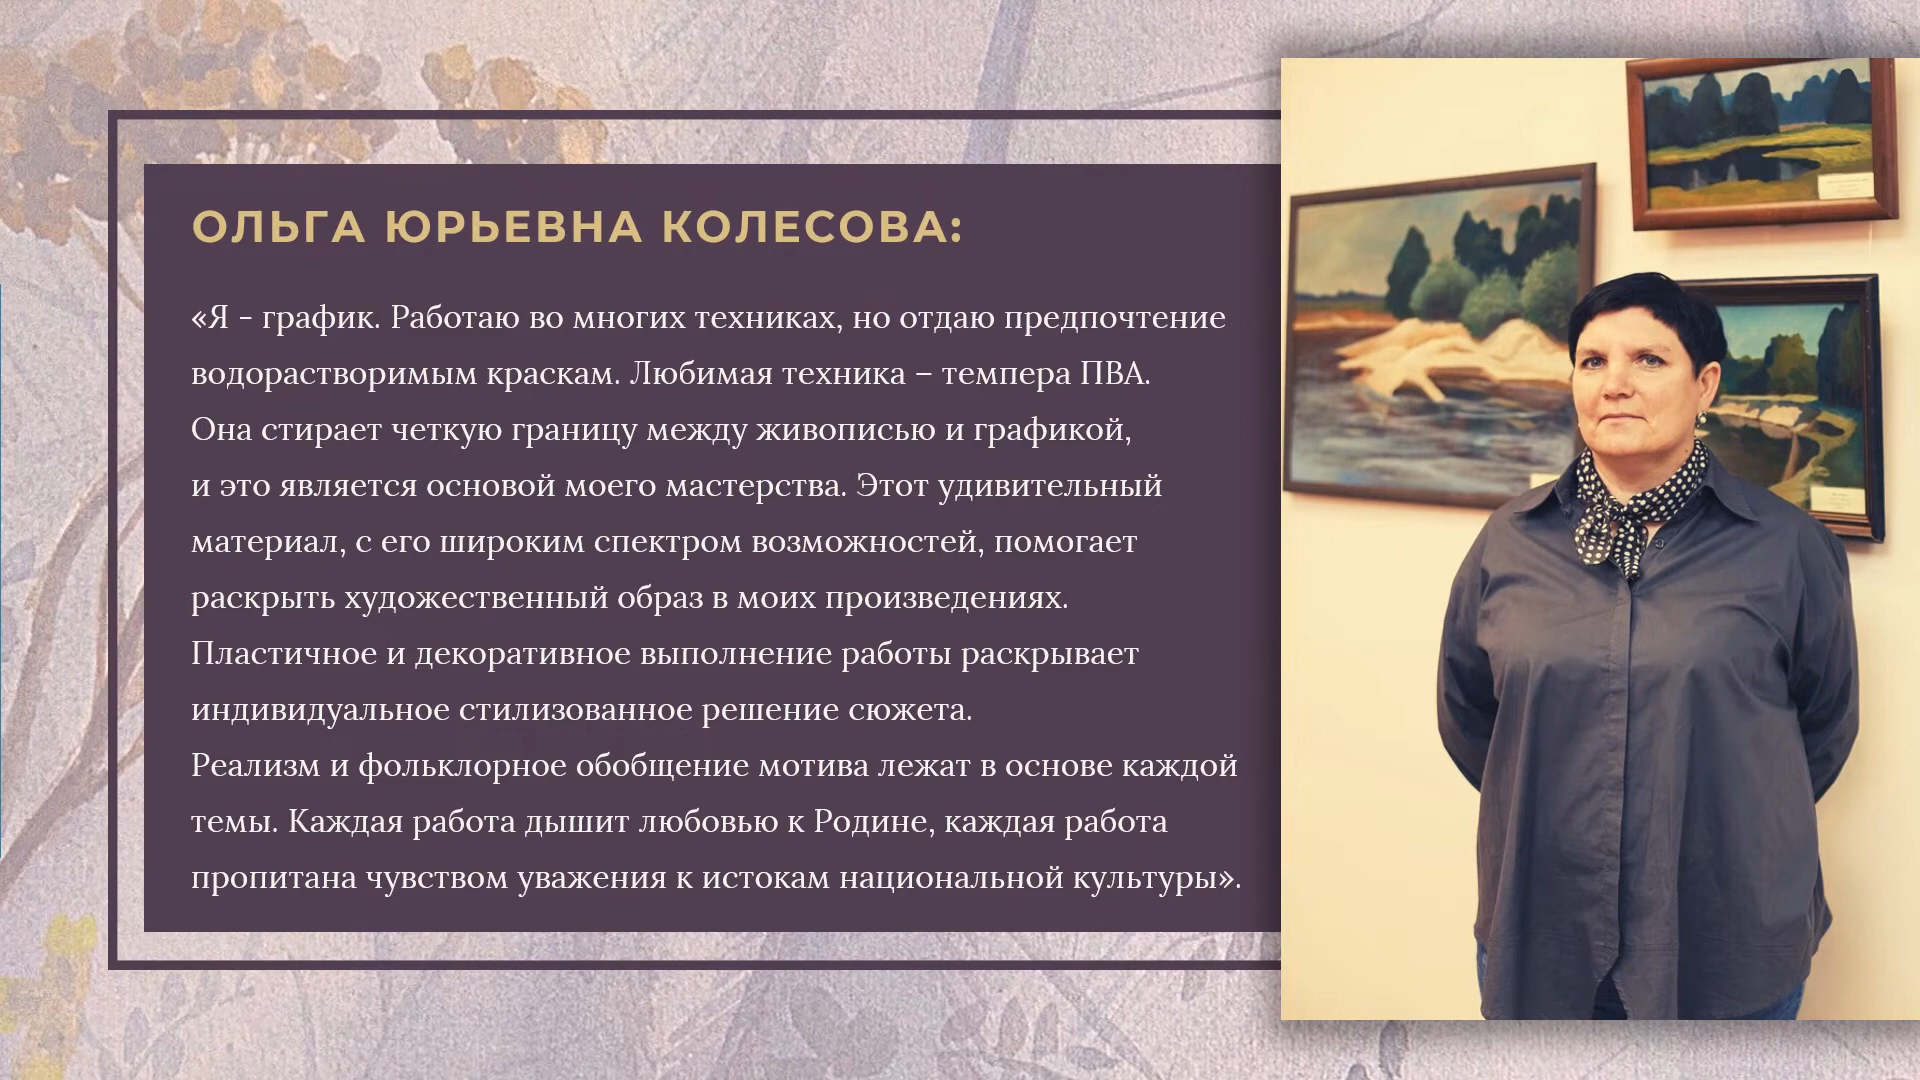 ОЛЬГА ЮРЬЕВНА КОЛЕСОВА:
«Я - график. Работаю во многих техниках, но отдаю предпочтение
водорастворимым краскам. Любимая техника – темпера ПВА.
Она стирает четкую границу между живописью и графикой,
и это является основой моего мастерства. Этот удивительный
материал, с его широким спектром возможностей, помогает
раскрыть художественный образ в моих произведениях.
Пластичное и декоративное выполнение работы раскрывает
индивидуальное стилизованное решение сюжета.
Реализм и фольклорное обобщение мотива лежат в основе каждой
темы. Каждая работа дышит любовью к Родине, каждая работа
пропитана чувством уважения к истокам национальной культуры».